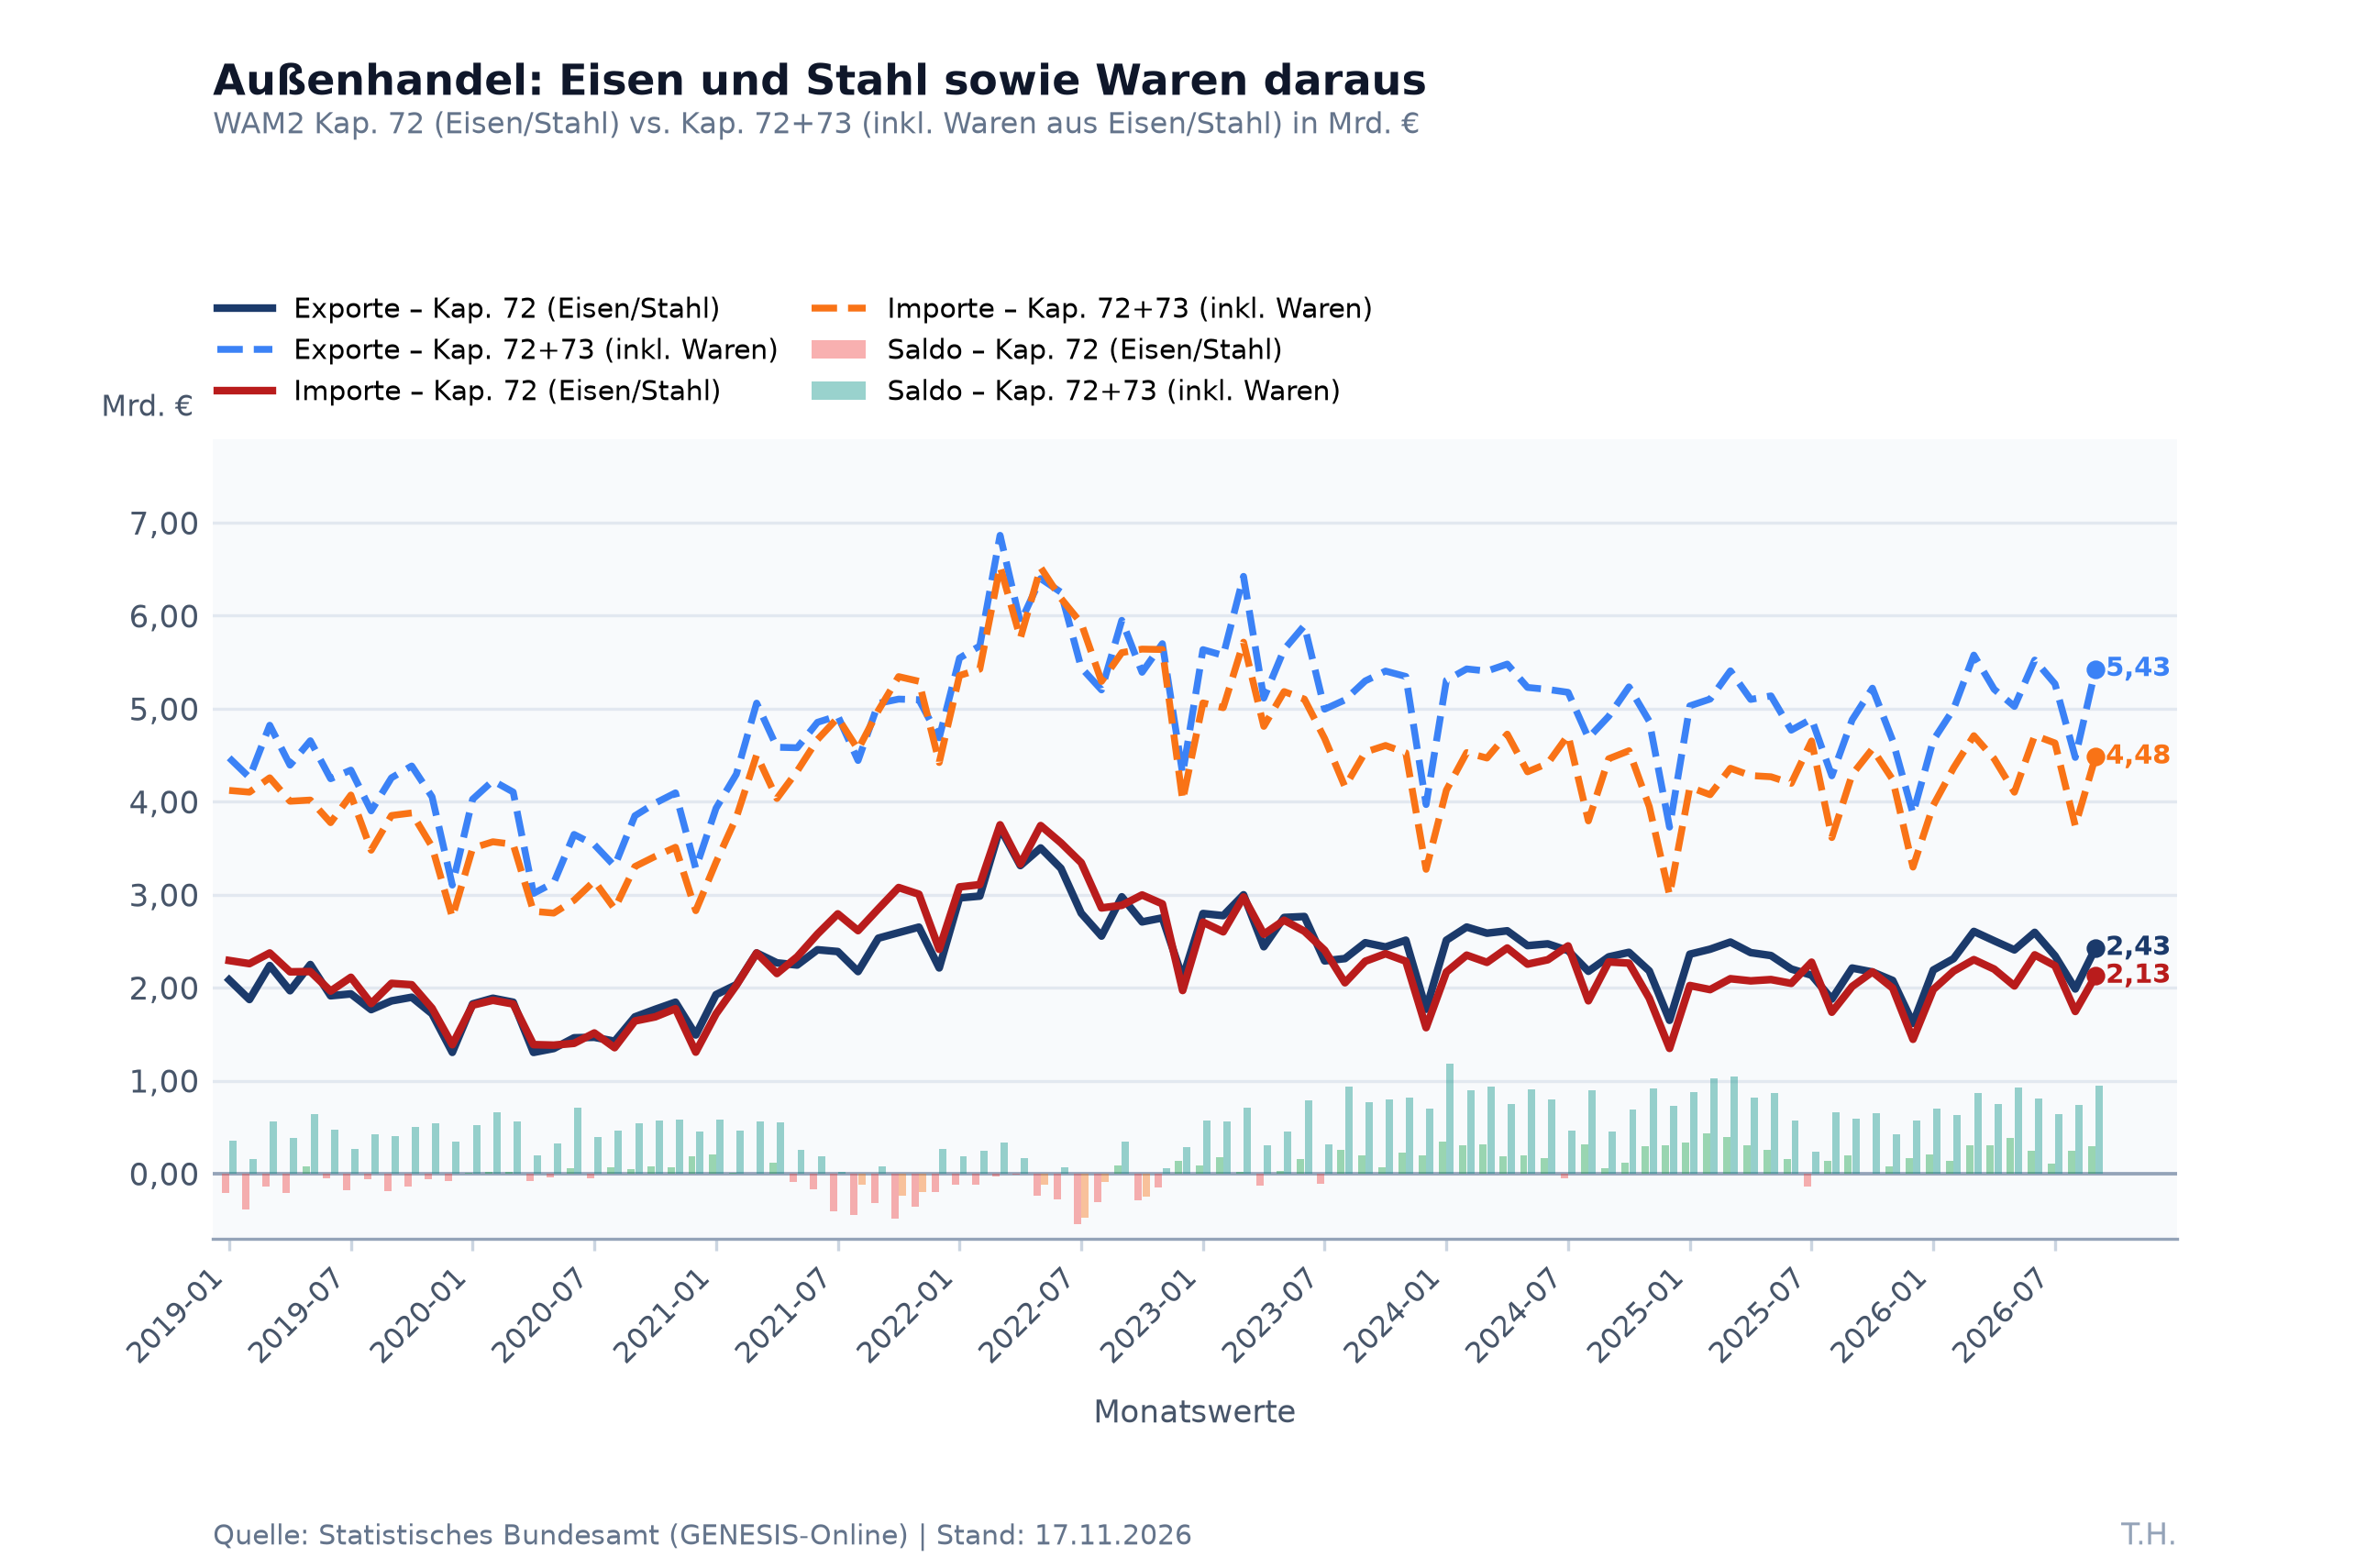 Außenhandel: Eisen und Stahl sowie Waren daraus
WAM2 Kap. 72 (Eisen/Stahl) vs. Kap. 72+73 (inkl. Waren aus Eisen/Stahl) in Mrd. €
Exporte – Kap. 72 (Eisen/Stahl)
Exporte – Kap. 72+73 (inkl. Waren)
Importe – Kap. 72 (Eisen/Stahl)
Importe – Kap. 72+73 (inkl. Waren)
Saldo – Kap. 72 (Eisen/Stahl)
Saldo – Kap. 72+73 (inkl. Waren)
Mrd. €
7,00
6,00
5,00
4,00
3,00
2,00
1,00
0,00
5,43
4,48
2,43
2,13
2019-01
2019-07
2020-01
2020-07
2021-01
2021-07
2022-01
2022-07
2023-01
2023-07
2024-01
2024-07
2025-01
2025-07
2026-01
2026-07
Monatswerte
Quelle: Statistisches Bundesamt (GENESIS-Online) | Stand: 17.11.2026
T.H.